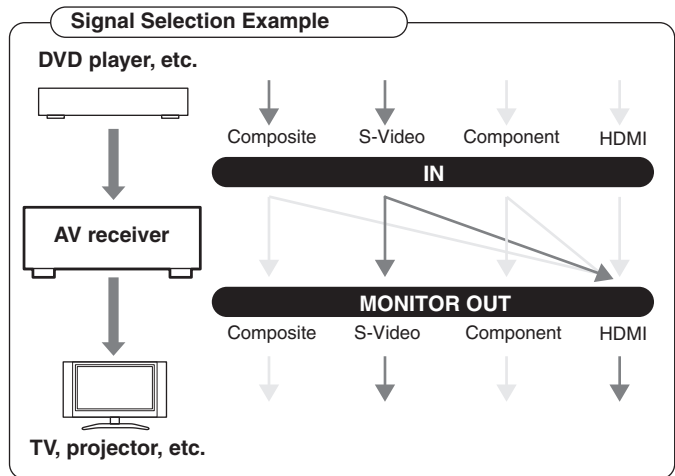 Signal Selection Example
DVD player, etc.
Composite S-Video Component HDMI
IN
AV receiver
MONITOR OUT
Composite S-Video Component HDMI
TV, projector, etc.